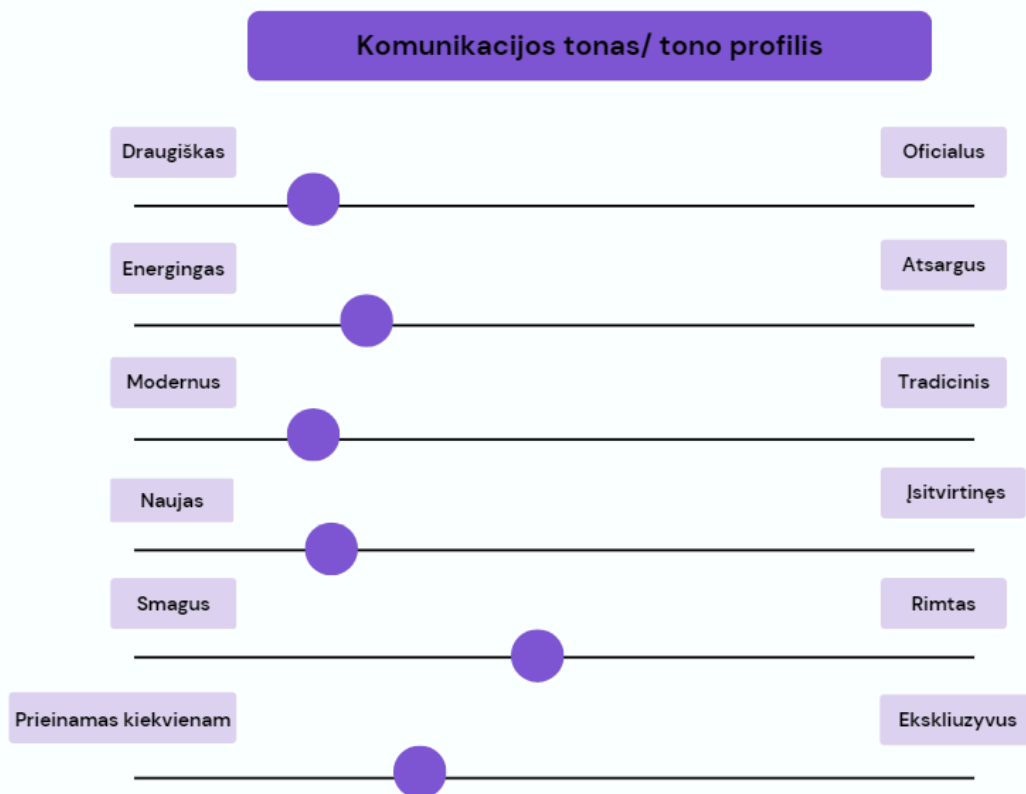 Komunikacijos tonas/ tono profilis
Draugiškas
Oficialus
Energingas
Atsargus
Modernus
Tradicinis
Naujas
Įsitvirtinęs
Smagus
Rimtas
Prieinamas kiekvienam
Ekskliuzyvus